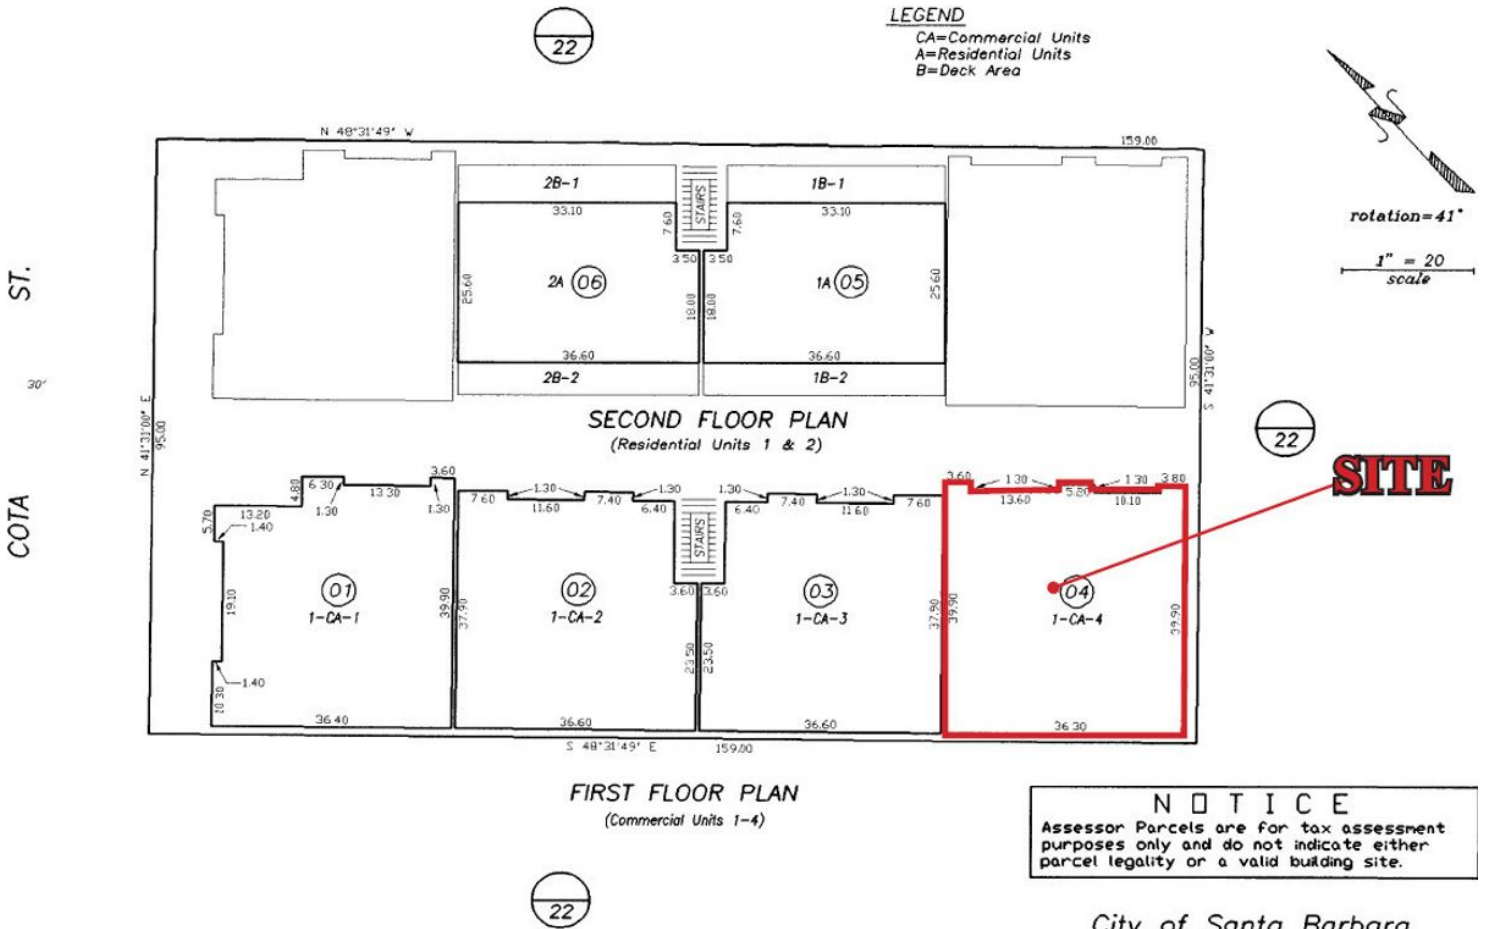 22
LEGEND
CA=Commercial Units
A=Residential Units
B=Deck Area
N 48°31'49" W
159.00
rotation=41°
1" = 20
scale
2B-1
STAIRS
1B-1
33.10
7.60
7.60
33.10
3.50
3.50
25.60
2A 06
18.00
18.00
1A 05
25.60
36.60
36.60
2B-2
1B-2
ST.
30'
COTA
N 41°31'00" E
95.00
S 41°31'00" W
95.00
SECOND FLOOR PLAN
(Residential Units 1 & 2)
22
SITE
4.80
6.30
13.30
3.60
1.30
1.30
5.70
13.20
1.40
19.10
39.90
01
1-CA-1
1.40
10.30
36.40
7.60
1.30
11.60
7.40
1.30
6.40
37.90
02
1-CA-2
3.60
23.50
36.60
STAIRS
1.30
6.40
7.40
1.30
11.60
7.60
3.60
23.50
03
1-CA-3
37.90
36.60
3.60
1.30
13.60
5.80
1.30
10.10
3.80
39.90
04
1-CA-4
39.90
36.30
S 48°31'49" E
159.00
FIRST FLOOR PLAN
(Commercial Units 1-4)
NOTICE
Assessor Parcels are for tax assessment
purposes only and do not indicate either
parcel legality or a valid building site.
22
City of Santa Barbara